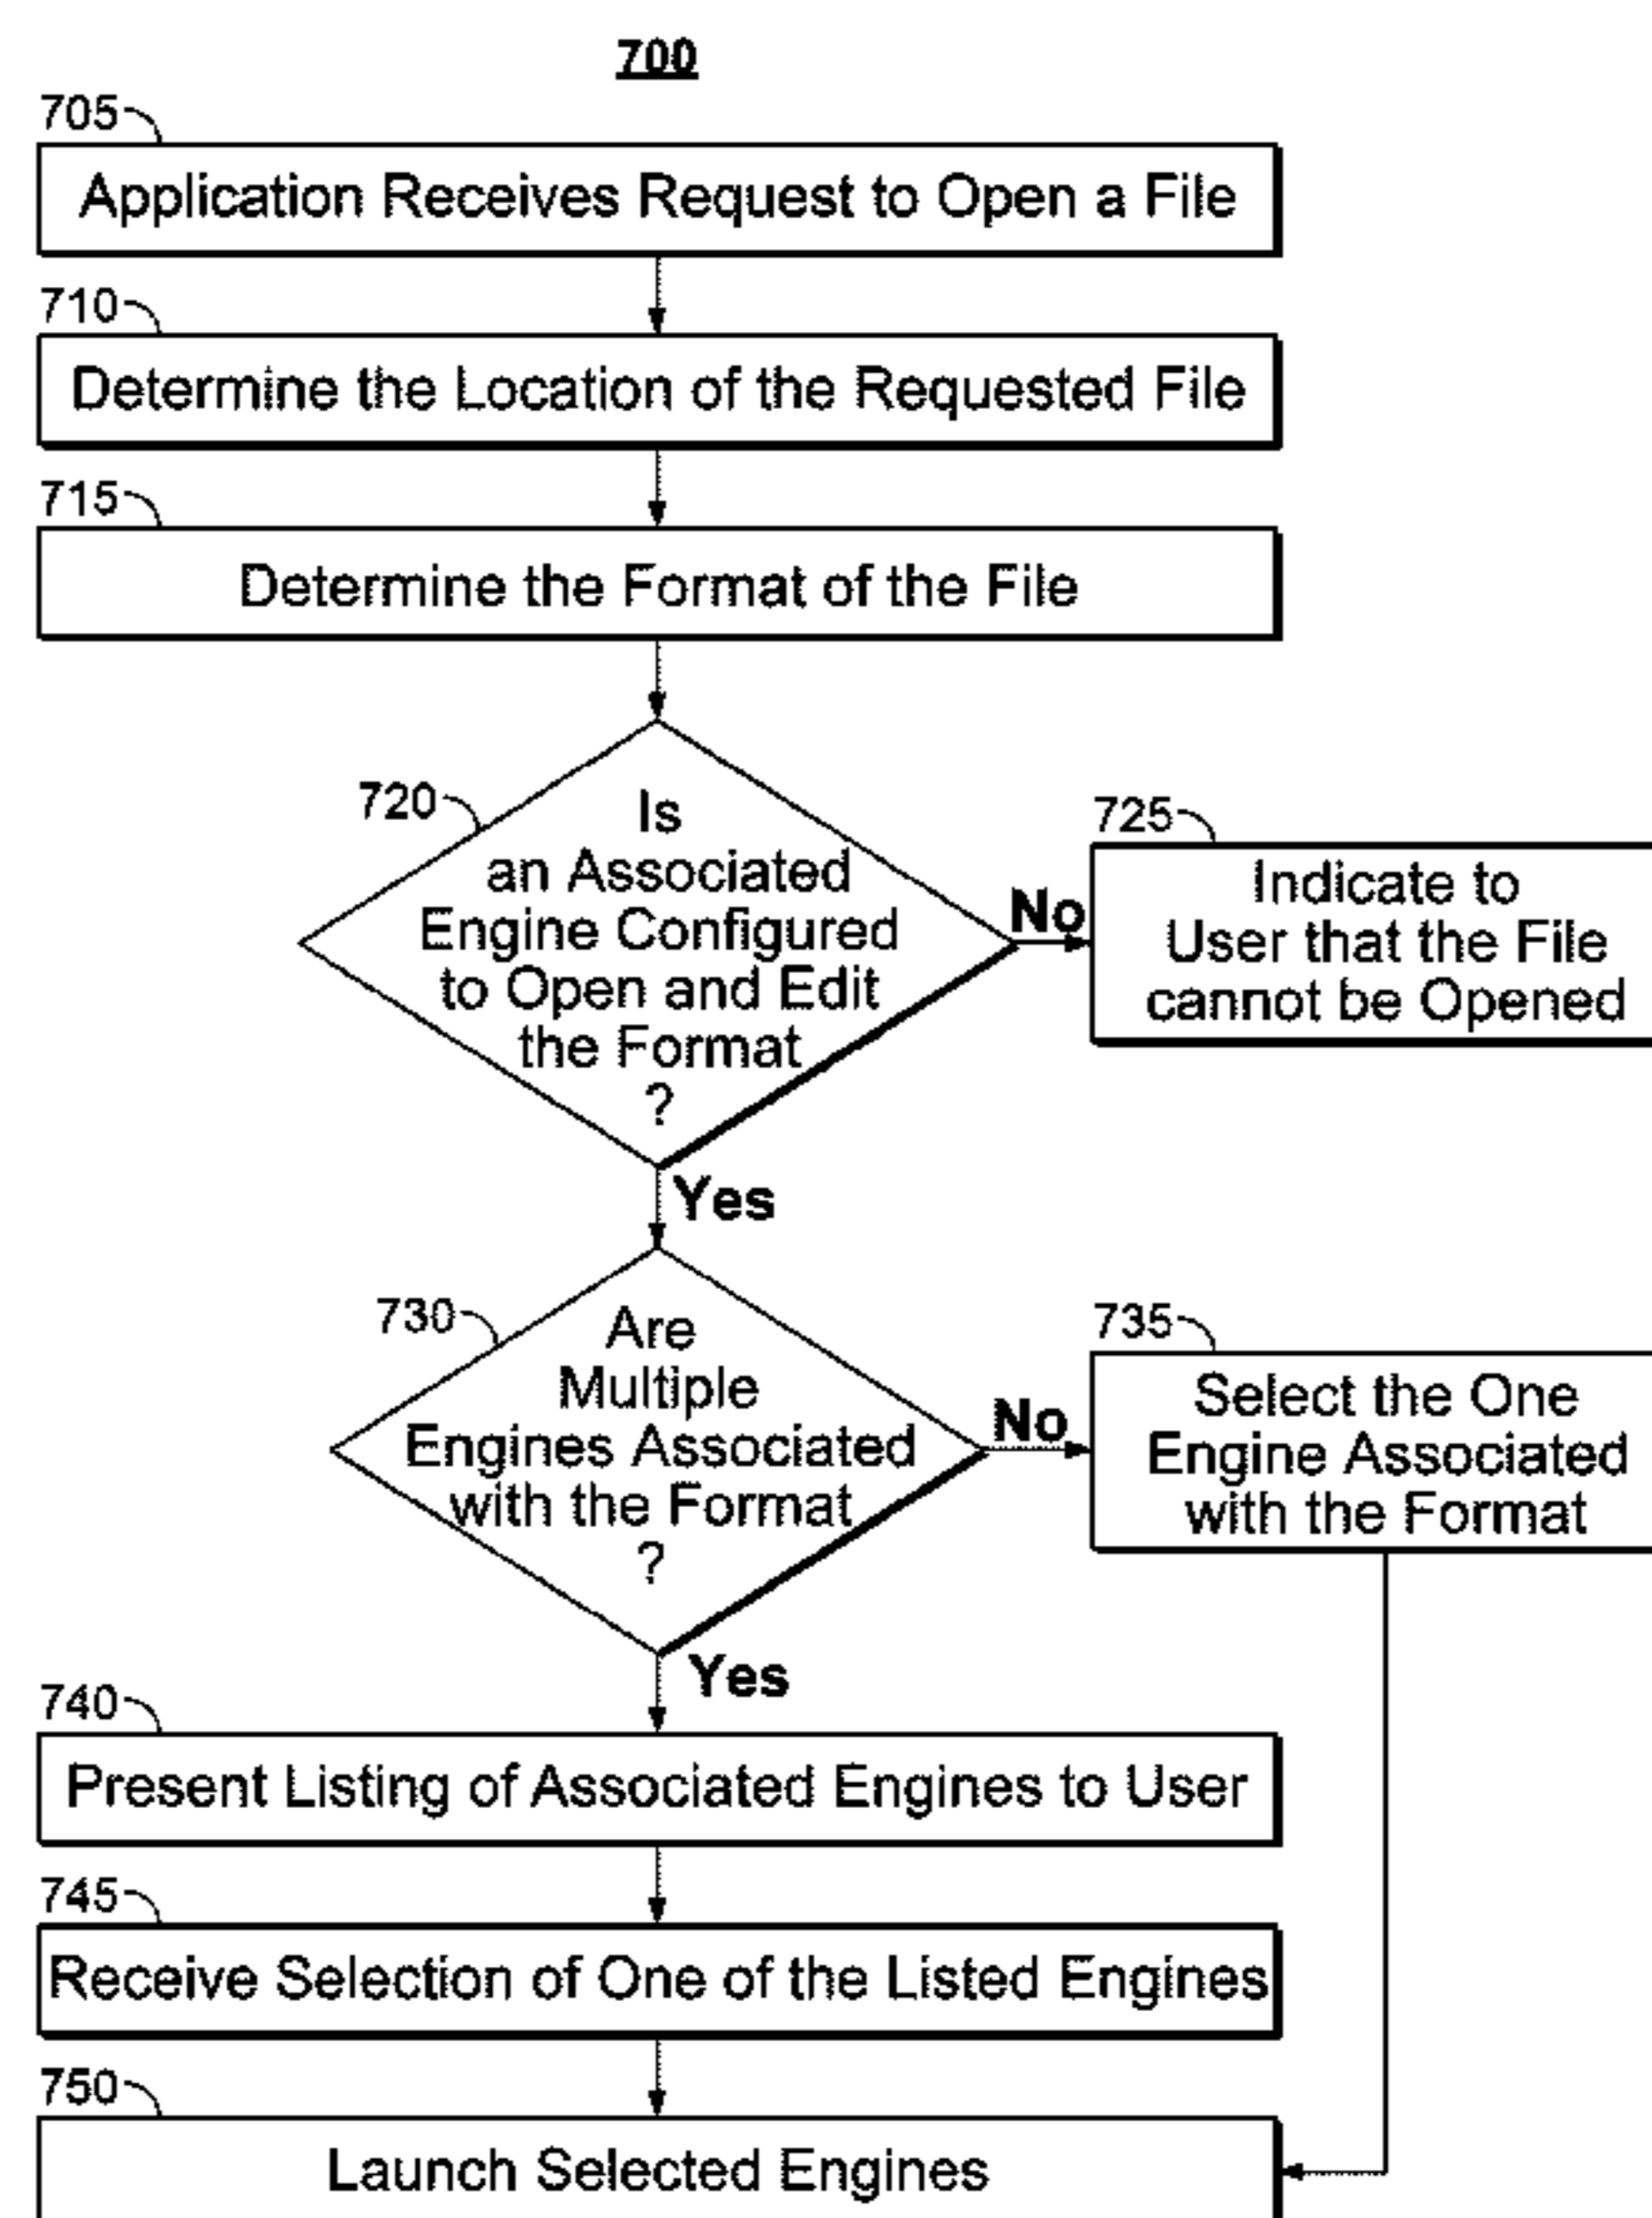 700
705
Application Receives Request to Open a File
710
Determine the Location of the Requested File
715
Determine the Format of the File
720
Is
an Associated
Engine Configured
to Open and Edit
the Format
?
No
725
Indicate to
User that the File
cannot be Opened
Yes
730
Are
Multiple
Engines Associated
with the Format
?
No
735
Select the One
Engine Associated
with the Format
Yes
740
Present Listing of Associated Engines to User
745
Receive Selection of One of the Listed Engines
750
Launch Selected Engines